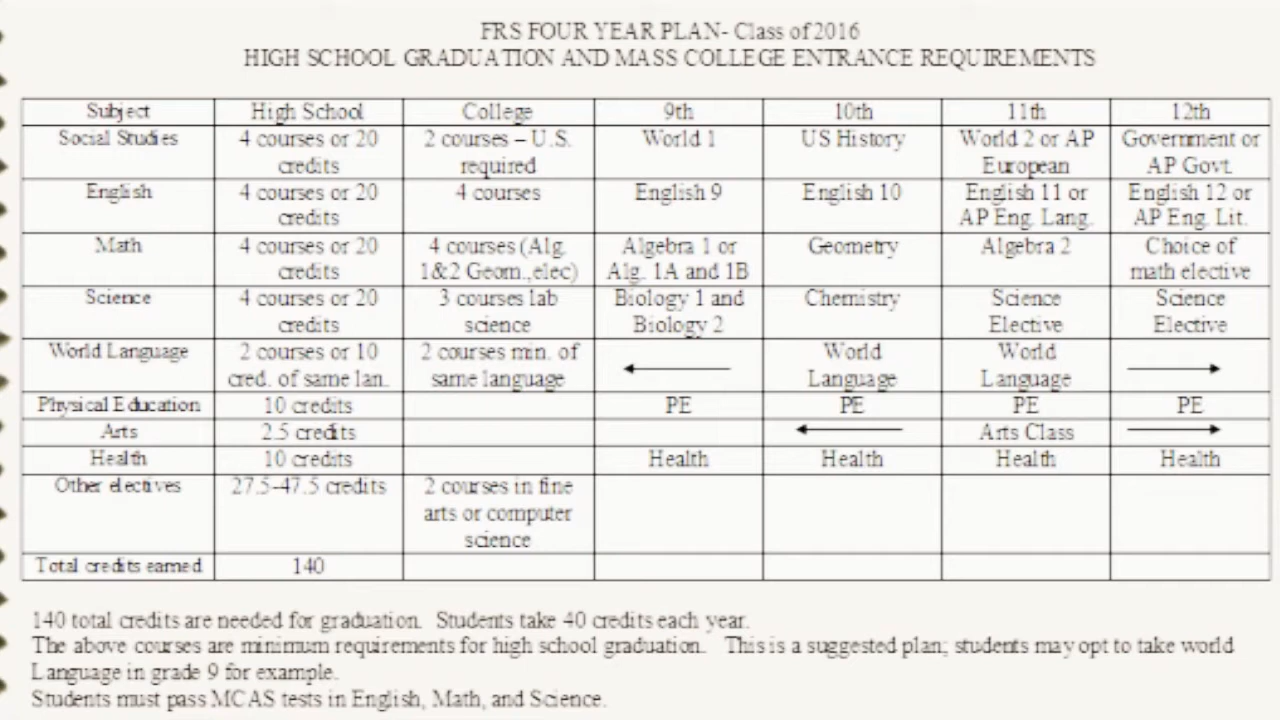 FRS FOUR YEAR PLAN- Class of 2016
HIGH SCHOOL GRADUATION AND MASS COLLEGE ENTRANCE REQUIREMENTS
Subject High School College 9th 10th 11th 12th
Social Studies 4 courses or 20 2 courses – U.S. World 1 US History World 2 or AP Government or
credits required European AP Govt.
English 4 courses or 20 4 courses English 9 English 10 English 11 or English 12 or
credits AP Eng. Lang. AP Eng. Lit.
Math 4 courses or 20 4 courses (Alg. Algebra 1 or Geometry Algebra 2 Choice of
credits 1&2 Geom.,elec) Alg. 1A and 1B math elective
Science 4 courses or 20 3 courses lab Biology 1 and Chemistry Science Science
credits science Biology 2 Elective Elective
World Language 2 courses or 10 2 courses min. of World World
cred. of same lan. same language Language Language
Physical Education 10 credits PE PE PE PE
Arts 2.5 credits Arts Class
Health 10 credits Health Health Health Health
Other electives 27.5-47.5 credits 2 courses in fine
arts or computer
science
Total credits earned 140
140 total credits are needed for graduation. Students take 40 credits each year.
The above courses are minimum requirements for high school graduation. This is a suggested plan; students may opt to take world
Language in grade 9 for example.
Students must pass MCAS tests in English, Math, and Science.